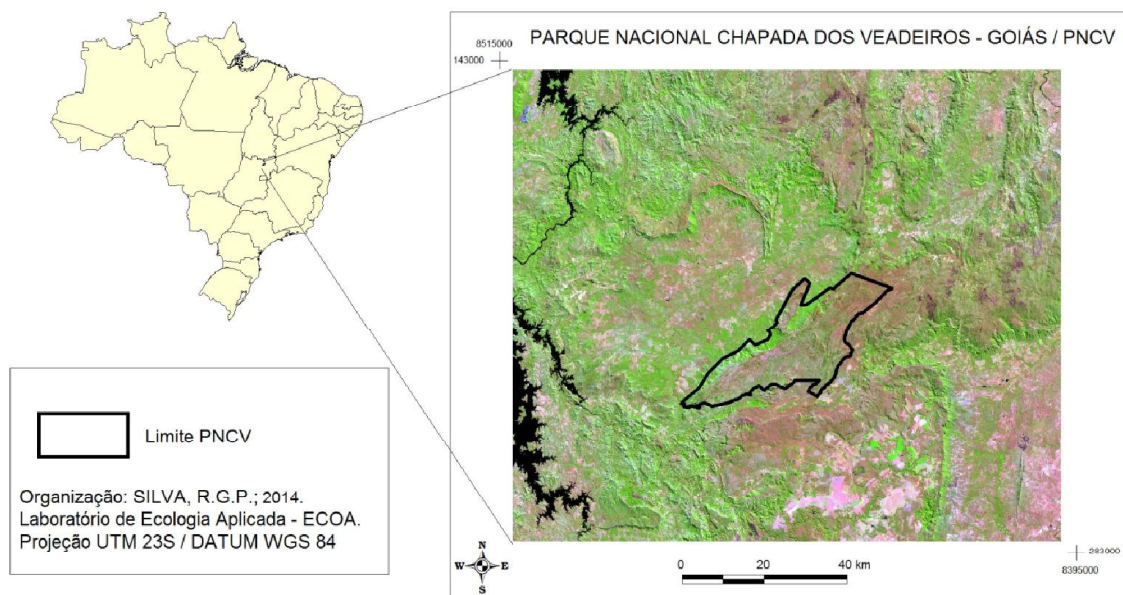 PARQUE NACIONAL CHAPADA DOS VEADEIROS - GOIÁS / PNCV
8515000
143000
Limite PNCV
Organização: SILVA, R.G.P.; 2014.
Laboratório de Ecologia Aplicada - ECOA.
Projeção UTM 23S / DATUM WGS 84
N
W E
S
0 20 40 km
283000
8395000